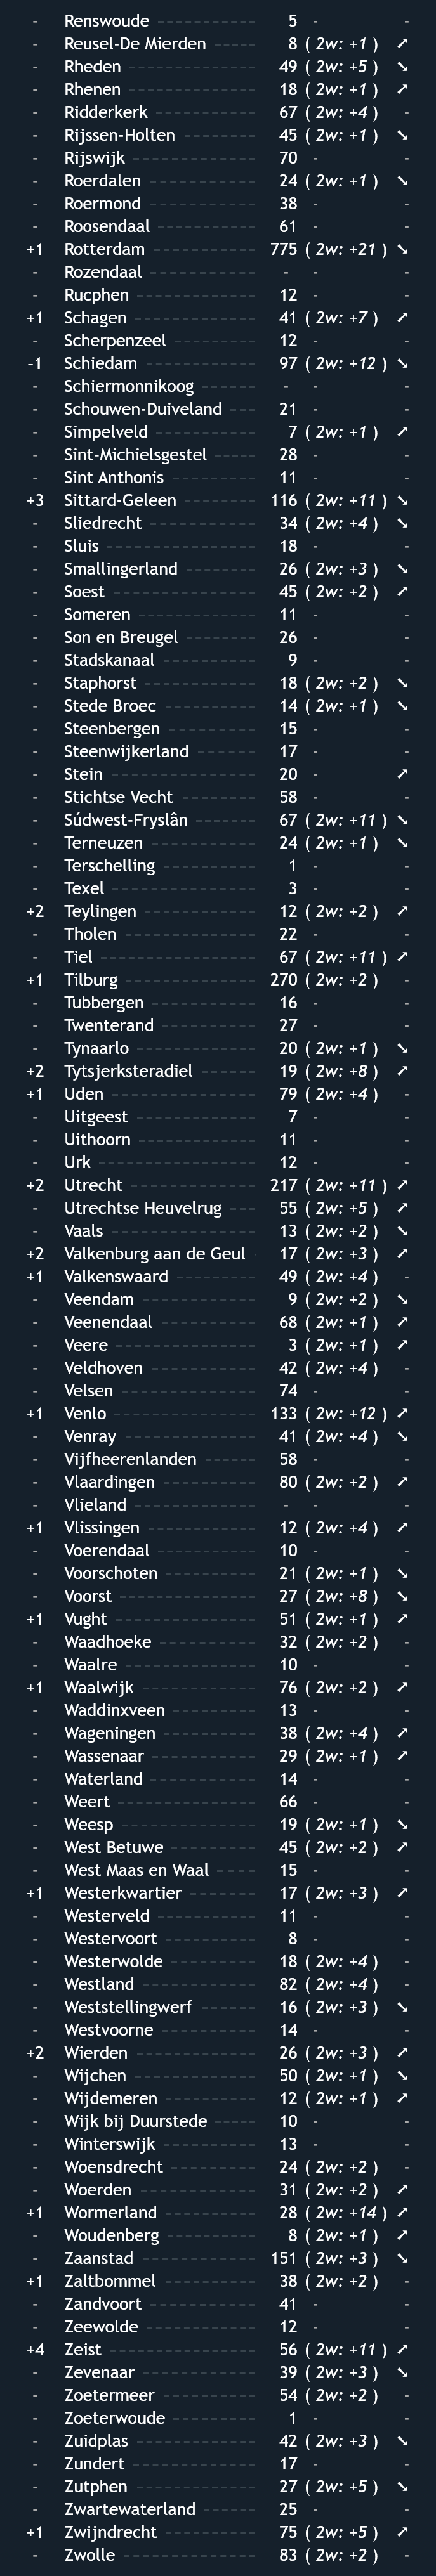 - Renswoude ----------- 5 - -
- Reusel-De Mierden ----- 8 ( 2w: +1 ) ➚
- Rheden --------------- 49 ( 2w: +5 ) ➘
- Rhenen --------------- 18 ( 2w: +1 ) ➚
- Ridderkerk ------------ 67 ( 2w: +4 ) -
- Rijssen-Holten -------- 45 ( 2w: +1 ) ➘
- Rijswijk -------------- 70 - -
- Roerdalen ------------ 24 ( 2w: +1 ) ➘
- Roermond ------------ 38 - -
- Roosendaal ----------- 61 - -
+1 Rotterdam ------------ 775 ( 2w: +21 ) ➘
- Rozendaal ------------ - - -
- Rucphen -------------- 12 - -
+1 Schagen -------------- 41 ( 2w: +7 ) ➚
- Scherpenzeel --------- 12 - -
-1 Schiedam ------------- 97 ( 2w: +12 ) ➘
- Schiermonnikoog ------ - - -
- Schouwen-Duiveland --- 21 - -
- Simpelveld ------------ 7 ( 2w: +1 ) ➚
- Sint-Michielsgestel ----- 28 - -
- Sint Anthonis ---------- 11 - -
+3 Sittard-Geleen -------- 116 ( 2w: +11 ) ➘
- Sliedrecht ------------ 34 ( 2w: +4 ) ➘
- Sluis ----------------- 18 - -
- Smallingerland -------- 26 ( 2w: +3 ) ➘
- Soest ---------------- 45 ( 2w: +2 ) ➚
- Someren ------------- 11 - -
- Son en Breugel -------- 26 - -
- Stadskanaal ----------- 9 - -
- Staphorst ------------- 18 ( 2w: +2 ) ➘
- Stede Broec ----------- 14 ( 2w: +1 ) ➘
- Steenbergen ---------- 15 - -
- Steenwijkerland ------ 17 - -
- Stein ---------------- 20 - ➚
- Stichtse Vecht -------- 58 - -
- Súdwest-Fryslân ------- 67 ( 2w: +11 ) ➘
- Terneuzen ------------ 24 ( 2w: +1 ) ➘
- Terschelling ---------- 1 - -
- Texel ---------------- 3 - -
+2 Teylingen ------------- 12 ( 2w: +2 ) ➚
- Tholen --------------- 22 - -
- Tiel ------------------ 67 ( 2w: +11 ) ➚
+1 Tilburg --------------- 270 ( 2w: +2 ) -
- Tubbergen ------------ 16 - -
- Twenterand ----------- 27 - -
- Tynaarlo -------------- 20 ( 2w: +1 ) ➘
+2 Tytsjerksteradiel ------ 19 ( 2w: +8 ) ➚
+1 Uden ----------------- 79 ( 2w: +4 ) -
- Uitgeest -------------- 7 - -
- Uithoorn ------------- 11 - -
- Urk ------------------ 12 - -
+2 Utrecht -------------- 217 ( 2w: +11 ) ➚
- Utrechtse Heuvelrug --- 55 ( 2w: +5 ) ➚
- Vaals ---------------- 13 ( 2w: +2 ) ➘
+2 Valkenburg aan de Geul - 17 ( 2w: +3 ) ➚
+1 Valkenswaard --------- 49 ( 2w: +4 ) -
- Veendam ------------- 9 ( 2w: +2 ) ➘
- Veenendaal ----------- 68 ( 2w: +1 ) ➚
- Veere ---------------- 3 ( 2w: +1 ) ➚
- Veldhoven ------------ 42 ( 2w: +4 ) -
- Velsen --------------- 74 - -
+1 Venlo ---------------- 133 ( 2w: +12 ) ➚
- Venray --------------- 41 ( 2w: +4 ) ➘
- Vijfheerenlanden ----- 58 - -
- Vlaardingen ----------- 80 ( 2w: +2 ) ➚
- Vlieland -------------- - - -
+1 Vlissingen ------------ 12 ( 2w: +4 ) ➚
- Voerendaal ----------- 10 - -
- Voorschoten ---------- 21 ( 2w: +1 ) ➘
- Voorst --------------- 27 ( 2w: +8 ) ➘
+1 Vught ---------------- 51 ( 2w: +1 ) ➚
- Waadhoeke ----------- 32 ( 2w: +2 ) -
- Waalre --------------- 10 - -
+1 Waalwijk ------------- 76 ( 2w: +2 ) ➚
- Waddinxveen --------- 13 - -
- Wageningen ---------- 38 ( 2w: +4 ) ➚
- Wassenaar ------------ 29 ( 2w: +1 ) ➚
- Waterland ------------ 14 - -
- Weert ---------------- 66 - -
- Weesp --------------- 19 ( 2w: +1 ) ➘
- West Betuwe ---------- 45 ( 2w: +2 ) ➚
- West Maas en Waal ---- 15 - -
+1 Westerkwartier ------- 17 ( 2w: +3 ) ➚
- Westerveld ----------- 11 - -
- Westervoort ---------- 8 - -
- Westerwolde ---------- 18 ( 2w: +4 ) -
- Westland ------------- 82 ( 2w: +4 ) -
- Weststellingwerf ------ 16 ( 2w: +3 ) ➘
- Westvoorne ----------- 14 - -
+2 Wierden -------------- 26 ( 2w: +3 ) ➚
- Wijchen -------------- 50 ( 2w: +1 ) ➘
- Wijdemeren ---------- 12 ( 2w: +1 ) ➚
- Wijk bij Duurstede ----- 10 - -
- Winterswijk ----------- 13 - -
- Woensdrecht ---------- 24 ( 2w: +2 ) -
- Woerden ------------- 31 ( 2w: +2 ) ➚
+1 Wormerland ---------- 28 ( 2w: +14 ) ➚
- Woudenberg ---------- 8 ( 2w: +1 ) ➚
- Zaanstad ------------- 151 ( 2w: +3 ) ➘
+1 Zaltbommel ---------- 38 ( 2w: +2 ) -
- Zandvoort ------------ 41 - -
- Zeewolde ------------- 12 - -
+4 Zeist ---------------- 56 ( 2w: +11 ) ➚
- Zevenaar ------------- 39 ( 2w: +3 ) ➘
- Zoetermeer ----------- 54 ( 2w: +2 ) -
- Zoeterwoude ---------- 1 - -
- Zuidplas -------------- 42 ( 2w: +3 ) ➘
- Zundert -------------- 17 - -
- Zutphen -------------- 27 ( 2w: +5 ) ➘
- Zwartewaterland ------ 25 - -
+1 Zwijndrecht ----------- 75 ( 2w: +5 ) ➚
- Zwolle --------------- 83 ( 2w: +2 ) -